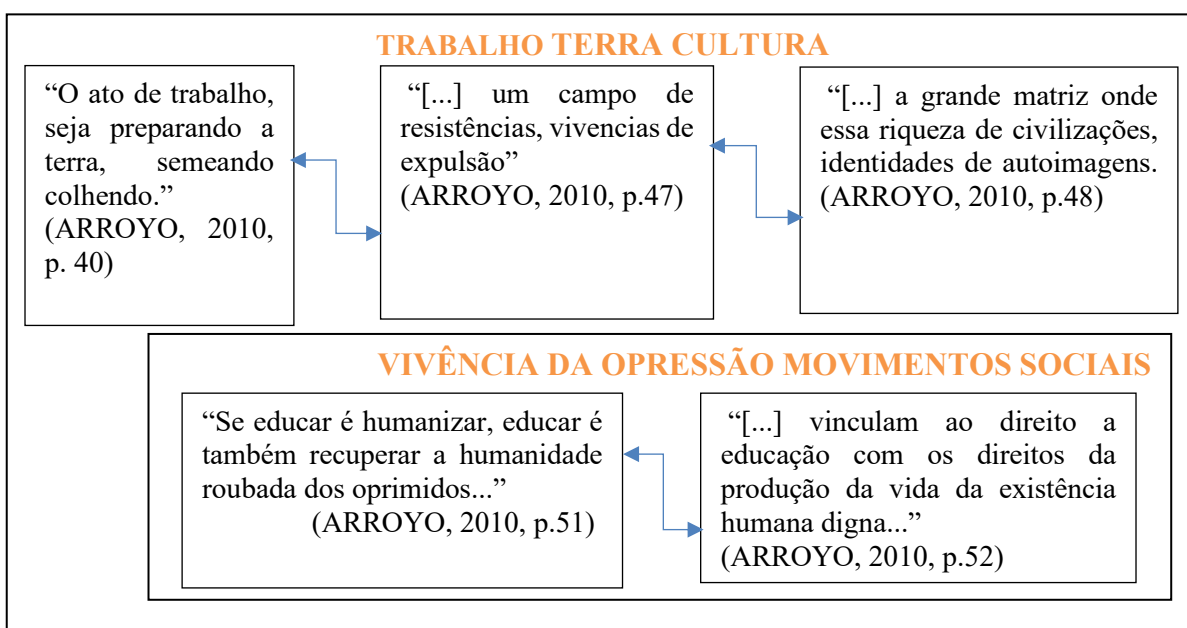 TRABALHO TERRA CULTURA
“O ato de trabalho,
seja preparando a
terra, semeando
colhendo.”
(ARROYO, 2010,
p. 40)
“[...] um campo de
resistências, vivencias de
expulsão”
(ARROYO, 2010, p.47)
“[...] a grande matriz onde
essa riqueza de civilizações,
identidades de autoimagens.
(ARROYO, 2010, p.48)
VIVÊNCIA DA OPRESSÃO MOVIMENTOS SOCIAIS
“Se educar é humanizar, educar é
também recuperar a humanidade
roubada dos oprimidos...”
(ARROYO, 2010, p.51)
“[...] vinculam ao direito a
educação com os direitos da
produção da vida da existência
humana digna...”
(ARROYO, 2010, p.52)